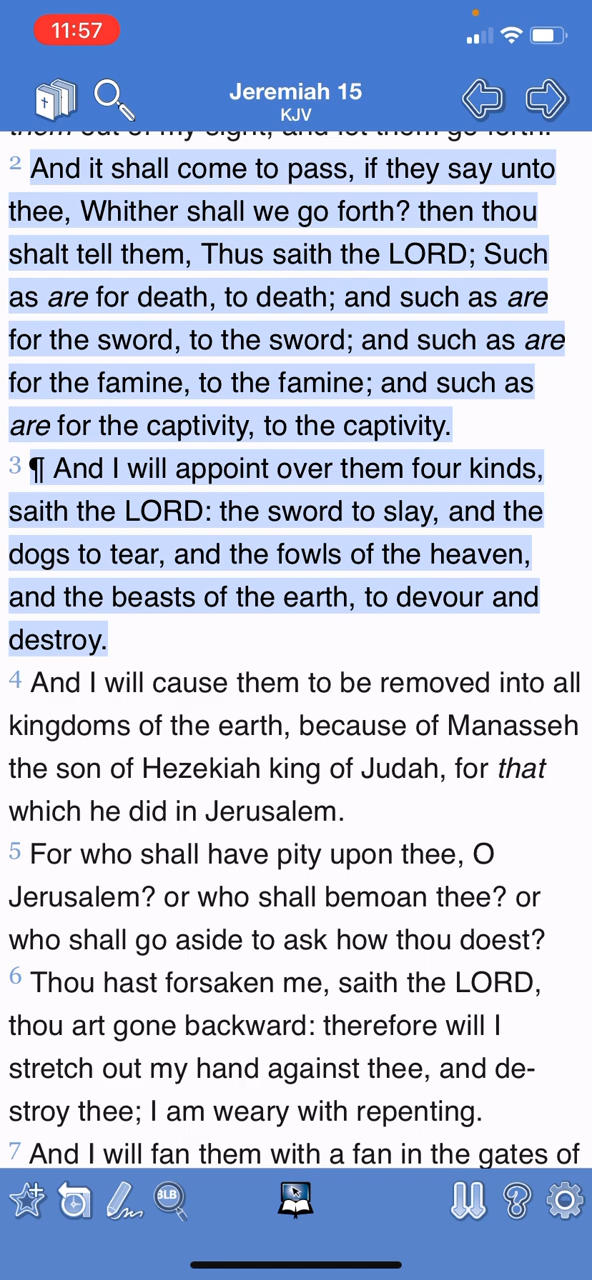 11:57
Jeremiah 15
KJV
them out of my sight, and let them go forth.
2 And it shall come to pass, if they say unto
thee, Whither shall we go forth? then thou
shalt tell them, Thus saith the LORD; Such
as are for death, to death; and such as are
for the sword, to the sword; and such as are
for the famine, to the famine; and such as
are for the captivity, to the captivity.
3 ¶ And I will appoint over them four kinds,
saith the LORD: the sword to slay, and the
dogs to tear, and the fowls of the heaven,
and the beasts of the earth, to devour and
destroy.
4 And I will cause them to be removed into all
kingdoms of the earth, because of Manasseh
the son of Hezekiah king of Judah, for that
which he did in Jerusalem.
5 For who shall have pity upon thee, O
Jerusalem? or who shall bemoan thee? or
who shall go aside to ask how thou doest?
6 Thou hast forsaken me, saith the LORD,
thou art gone backward: therefore will I
stretch out my hand against thee, and de-
stroy thee; I am weary with repenting.
7 And I will fan them with a fan in the gates of
BLB